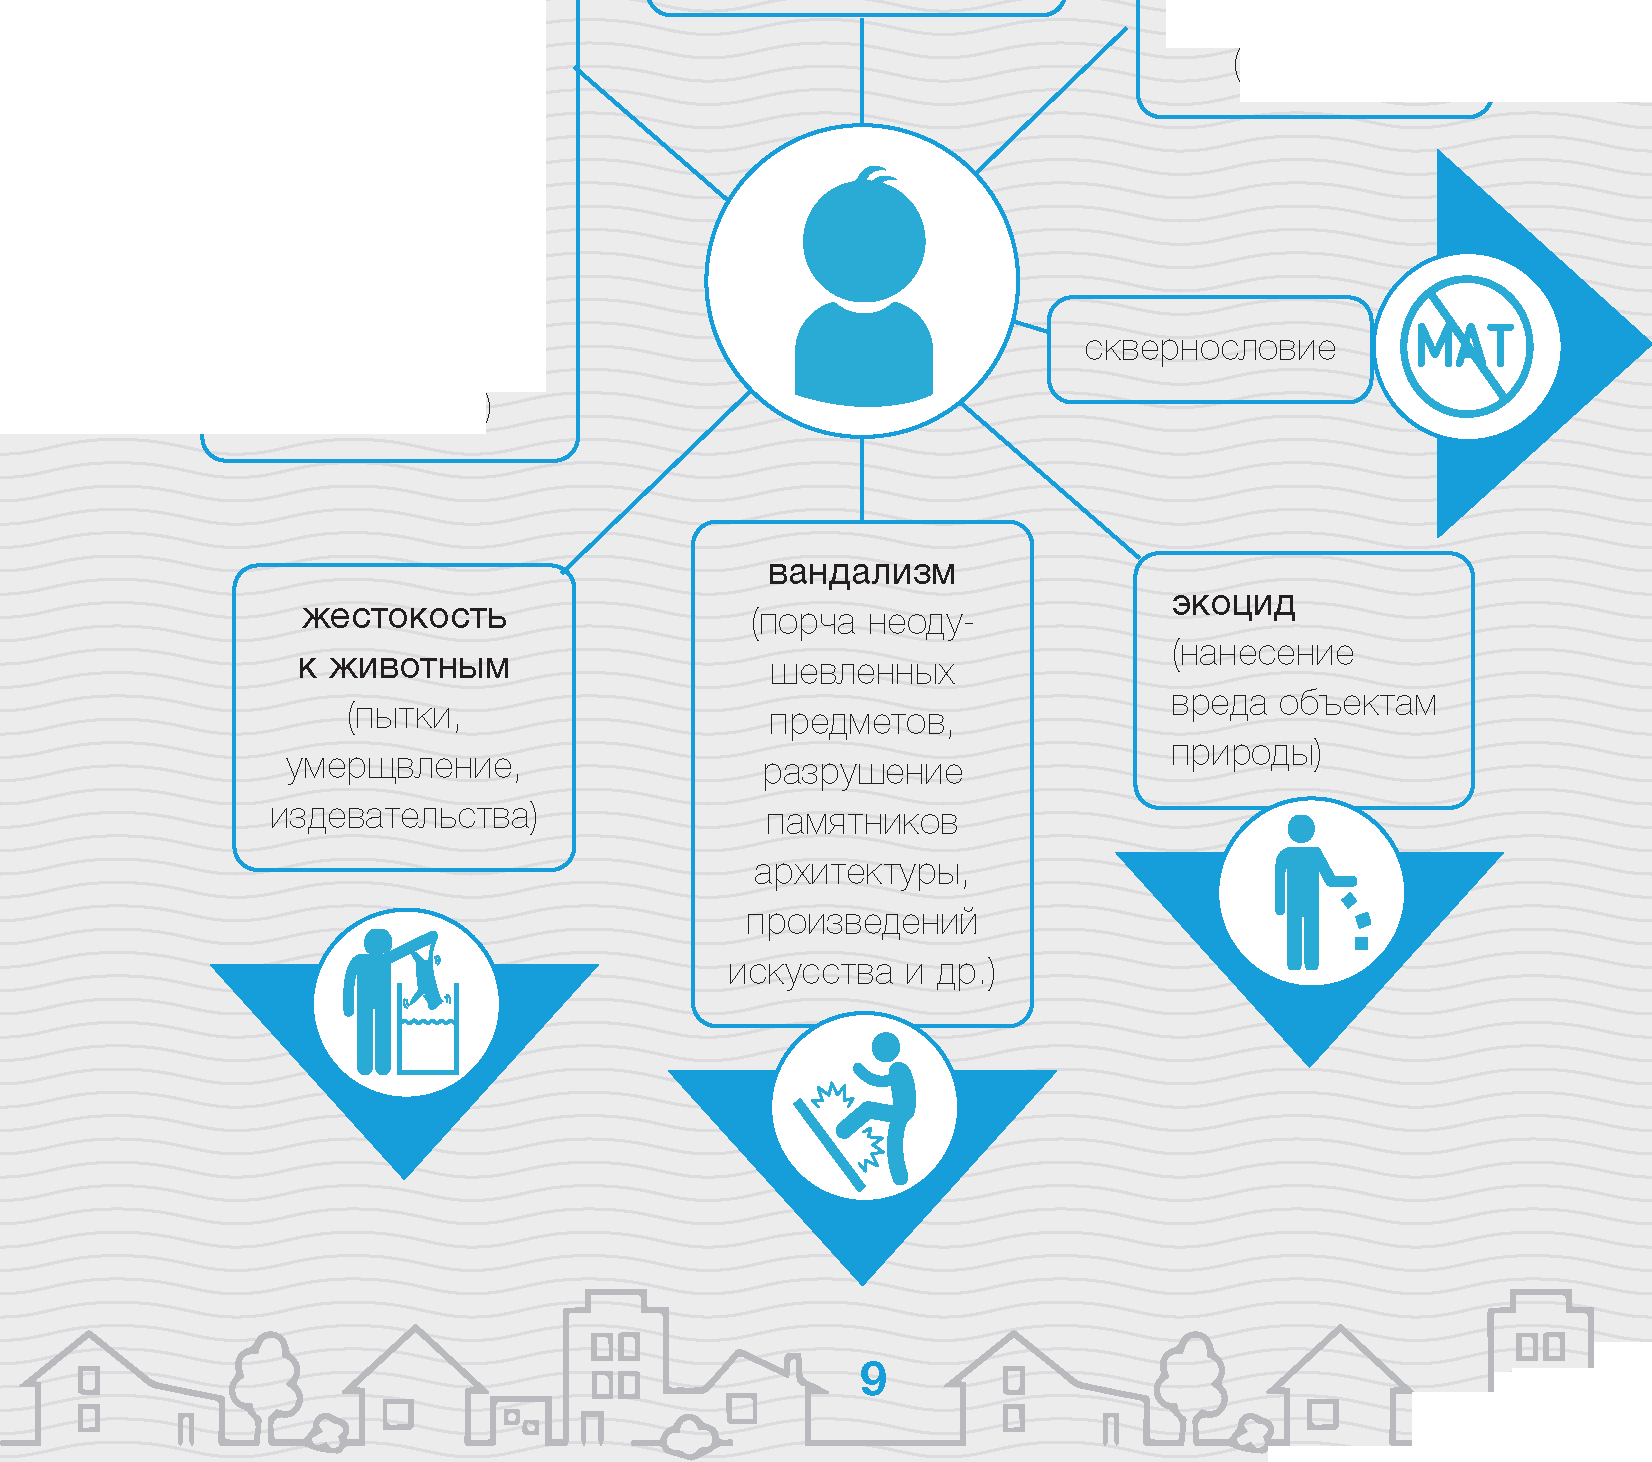 (
сквернословие
МАТ
)
жестокость
к животным
(пытки,
умерщвление,
издевательства)
вандализм
(порча неоду-
шевленных
предметов,
разрушение
памятников
архитектуры,
произведений
искусства и др.)
экоцид
(нанесение
вреда объектам
природы)
9